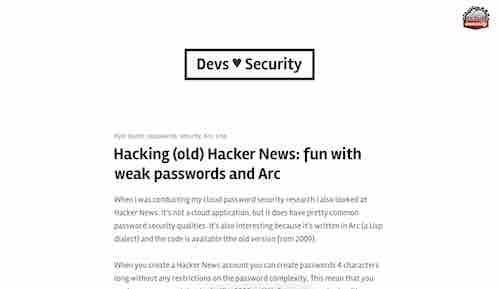 Devs ♥ Security
passwords, security, Arc, Lisp
Hacking (old) Hacker News: fun with
weak passwords and Arc
When I was conducting my cloud password security research I also looked at
Hacker News. It's not a cloud application, but it does have pretty common
password security qualities. It's also interesting because it's written in Arc (a Lisp
dialect) and the code is available (the old version from 2009).
When you create a Hacker News account you can create passwords 4 characters
long without any restrictions on the password complexity. This mean that you